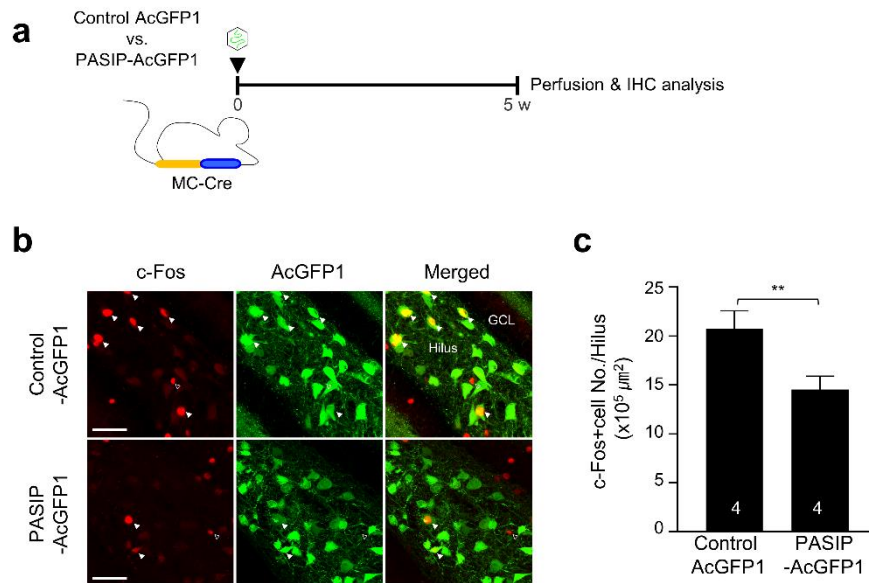 a
Control AcGFP1
vs.
PASIP-AcGFP1
0
5 w
Perfusion & IHC analysis
MC-Cre
b
c-Fos
AcGFP1
Merged
Control
-AcGFP1
GCL
Hilus
PASIP
-AcGFP1
c
c-Fos+cell No./Hilus
(x10⁵ ㎛²)
25
20
15
10
5
0
**
4
4
Control
AcGFP1
PASIP
-AcGFP1